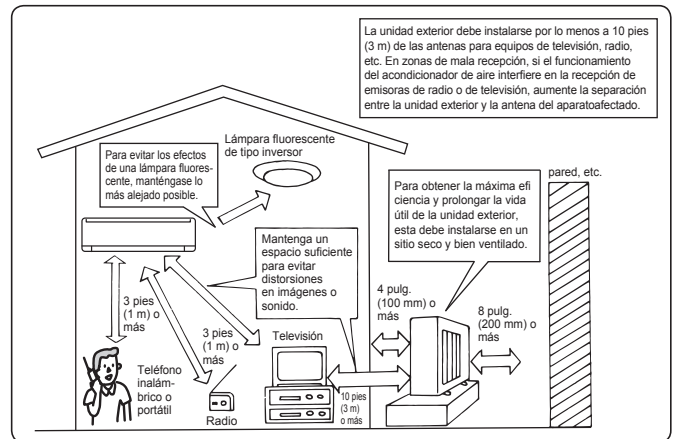 La unidad exterior debe instalarse por lo menos a 10 pies
(3 m) de las antenas para equipos de televisión, radio,
etc. En zonas de mala recepción, si el funcionamiento
del acondicionador de aire interfiere en la recepción de
emisoras de radio o de televisión, aumente la separación
entre la unidad exterior y la antena del aparatoafectado.
Lámpara fluorescente
de tipo inversor
Para evitar los efectos
de una lámpara fluores-
cente, manténgase lo
más alejado posible.
pared, etc.
Para obtener la máxima efi
ciencia y prolongar la vida
útil de la unidad exterior,
esta debe instalarse en un
sitio seco y bien ventilado.
Mantenga un
espacio suficiente
para evitar
distorsiones
en imágenes o
sonido.
4 pulg.
(100 mm) o
más
8 pulg.
(200 mm) o
más
3 pies
(1 m) o
más
3 pies
(1 m) o
más
Televisión
Teléfono
inalám-
brico o
portátil
Radio
10 pies
(3 m)
o más